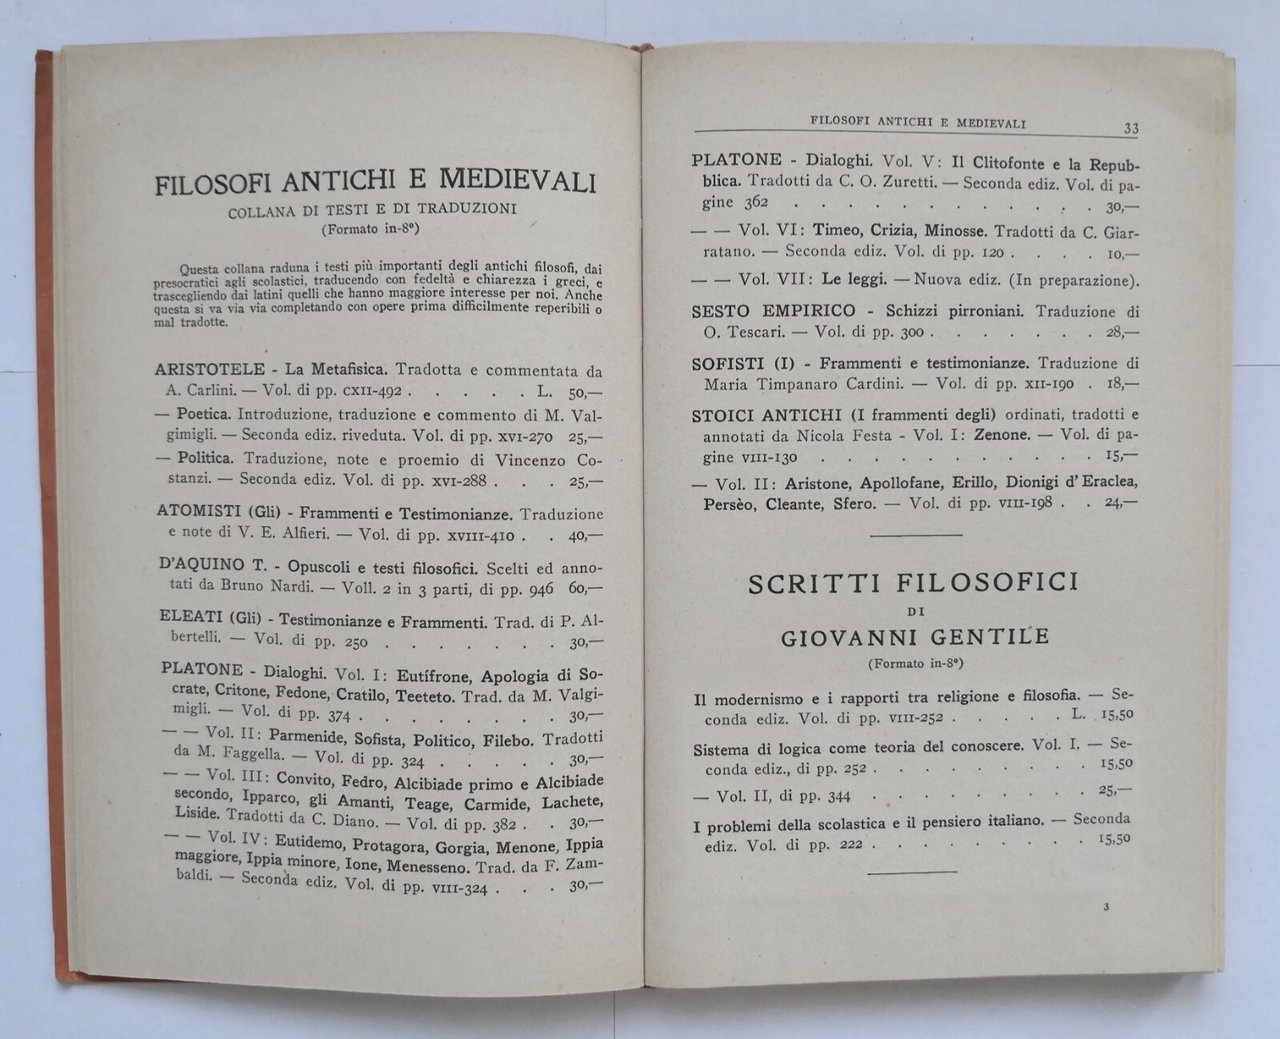 FILOSOFI ANTICHI E MEDIEVALI
COLLANA DI TESTI E DI TRADUZIONI
(Formato in-8°)
Questa collana raduna i testi più importanti degli antichi filosofi, dai
presocratici agli scolastici, traducendo con fedeltà e chiarezza i greci, e
trascegliendo dai latini quelli che hanno maggiore interesse per noi. Anche
questa si va via via completando con opere prima difficilmente reperibili o
mal tradotte.
ARISTOTELE - La Metafisica. Tradotta e commentata da
A. Carlini. — Vol. di pp. CXII-492 . . . . . L. 50,—
— Poetica. Introduzione, traduzione e commento di M. Val-
gimigli. — Seconda ediz. riveduta. Vol. di pp. XVI-270 25,—
— Politica. Traduzione, note e proemio di Vincenzo Co-
stanzi. — Seconda ediz. Vol. di pp. XVI-288 . . . 25,—
ATOMISTI (Gli) - Frammenti e Testimonianze. Traduzione
e note di V. E. Alfieri. — Vol. di pp. XVIII-410 . . 40,—
D'AQUINO T. - Opuscoli e testi filosofici. Scelti ed anno-
tati da Bruno Nardi. — Voll. 2 in 3 parti, di pp. 946 60,—
ELEATI (Gli) - Testimonianze e Frammenti. Trad. di P. Al-
bertelli. — Vol. di pp. 250 . . . . . . . 30,—
PLATONE - Dialoghi. Vol. I: Eutífrone, Apologia di So-
crate, Critone, Fedone, Cratilo, Teeteto. Trad. da M. Valgi-
migli. — Vol. di pp. 374 . . . . . . . . 30,—
— — Vol. II: Parmenide, Sofista, Politico, Filebo. Tradotti
da M. Faggella. — Vol. di pp. 324 . . . . . 30,—
— — Vol. III: Convito, Fedro, Alcibiade primo e Alcibiade
secondo, Ipparco, gli Amanti, Teage, Carmide, Lachete,
Liside. Tradotti da C. Diano. — Vol. di pp. 382 . . 30,—
— — Vol. IV: Eutidemo, Protagora, Gorgia, Menone, Ippia
maggiore, Ippia minore, Ione, Menesseno. Trad. da F. Zam-
baldi. — Seconda ediz. Vol. di pp. VIII-324 . . . 30,—
FILOSOFI ANTICHI E MEDIEVALI 33
PLATONE - Dialoghi. Vol. V: Il Clitofonte e la Repub-
blica. Tradotti da C. O. Zuretti. — Seconda ediz. Vol. di pa-
gine 362 . . . . . . . . . . . . 30,—
— — Vol. VI: Timeo, Crizia, Minosse. Tradotti da C. Giar-
ratano. — Seconda ediz. Vol. di pp. 120 . . . . 10,—
— — Vol. VII: Le leggi. — Nuova ediz. (In preparazione).
SESTO EMPIRICO - Schizzi pirroniani. Traduzione di
O. Tescari. — Vol. di pp. 300 . . . . . . . 28,—
SOFISTI (I) - Frammenti e testimonianze. Traduzione di
Maria Timpanaro Cardini. — Vol. di pp. XII-190 . 18,—
STOICI ANTICHI (I frammenti degli) ordinati, tradotti e
annotati da Nicola Festa - Vol. I: Zenone. — Vol. di pa-
gine VIII-130 . . . . . . . . . . . 15,—
— Vol. II: Aristone, Apollofane, Erillo, Dionigi d'Eraclea,
Persèo, Cleante, Sfero. — Vol. di pp. VIII-198 . . 24,—
SCRITTI FILOSOFICI
DI
GIOVANNI GENTILE
(Formato in-8°)
Il modernismo e i rapporti tra religione e filosofia. — Se-
conda ediz. Vol. di pp. VIII-252 . . . . . L. 15,50
Sistema di logica come teoria del conoscere. Vol. I. — Se-
conda ediz., di pp. 252 . . . . . . . . . 15,50
— Vol. II, di pp. 344 . . . . . . . . . 25,—
I problemi della scolastica e il pensiero italiano. — Seconda
ediz. Vol. di pp. 222 . . . . . . . . . 15,50
3